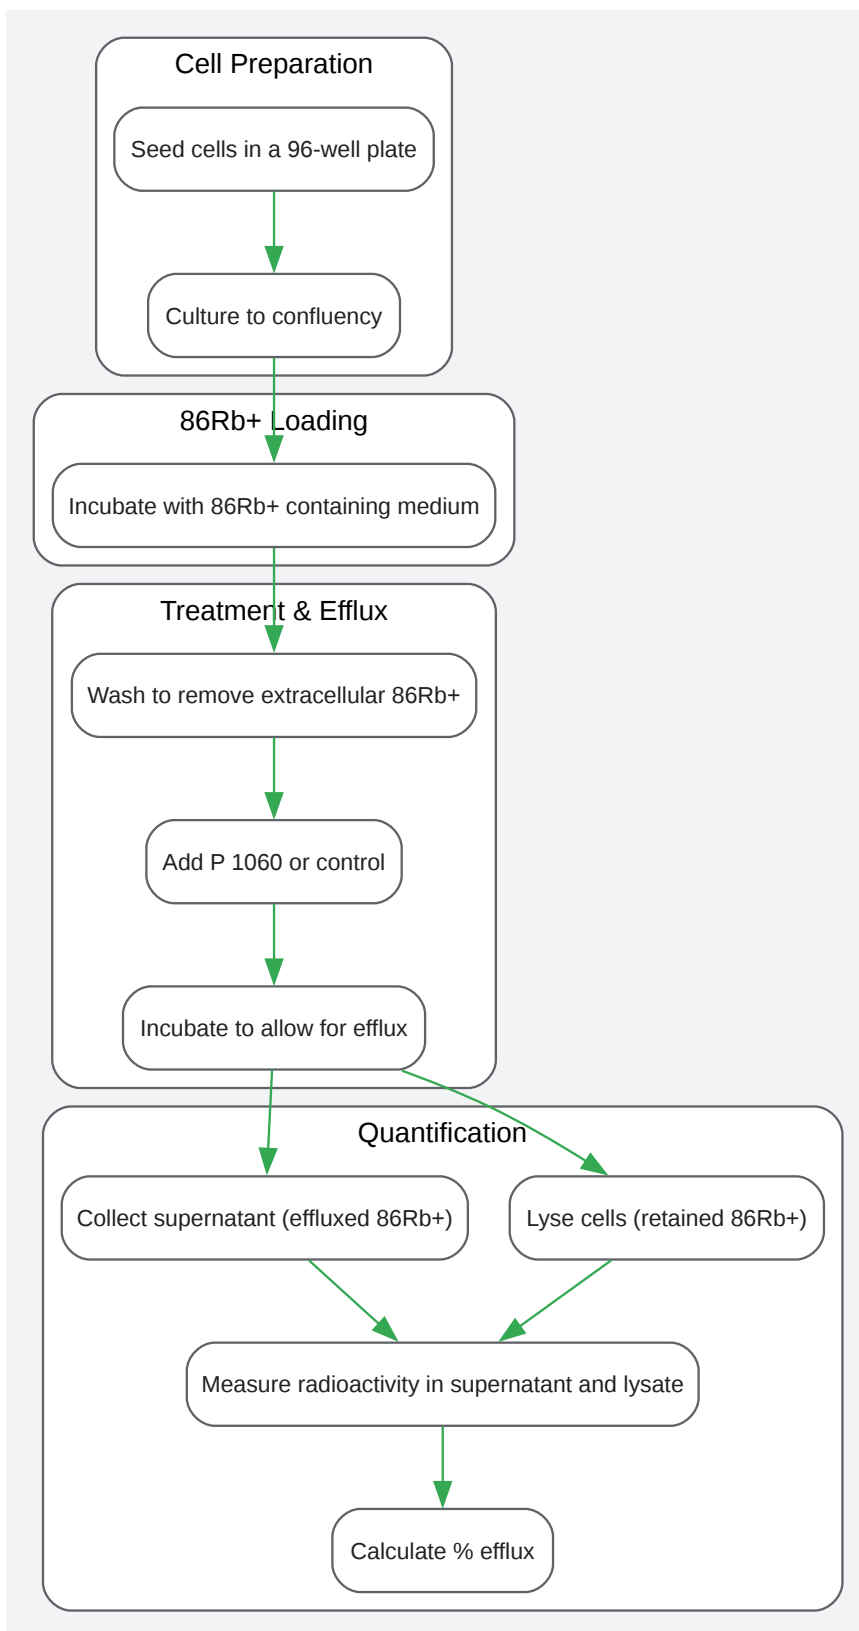 Cell Preparation
Seed cells in a 96-well plate
Culture to confluency
86Rb+ Loading
Incubate with 86Rb+ containing medium
Treatment & Efflux
Wash to remove extracellular 86Rb+
Add P 1060 or control
Incubate to allow for efflux
Quantification
Collect supernatant (effluxed 86Rb+)
Lyse cells (retained 86Rb+)
Measure radioactivity in supernatant and lysate
Calculate % efflux